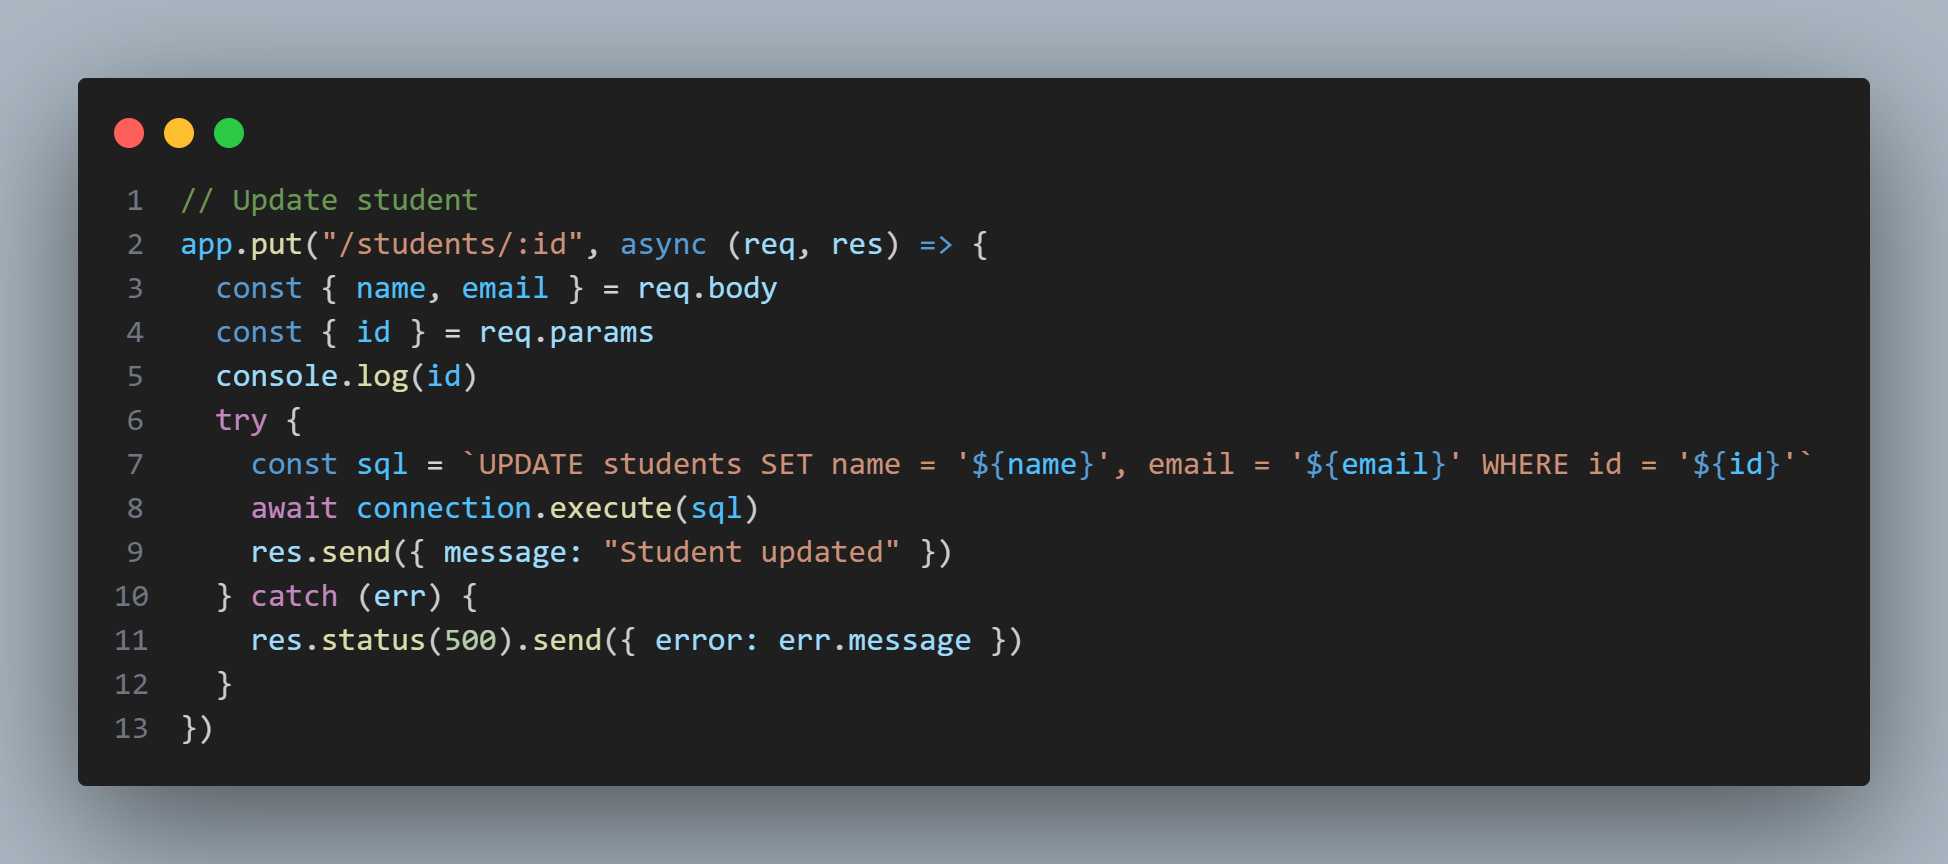 1 // Update student
2 app.put("/students/:id", async (req, res) => {
3   const { name, email } = req.body
4   const { id } = req.params
5   console.log(id)
6   try {
7     const sql = `UPDATE students SET name = '${name}', email = '${email}' WHERE id = '${id}'`
8     await connection.execute(sql)
9     res.send({ message: "Student updated" })
10   } catch (err) {
11     res.status(500).send({ error: err.message })
12   }
13 })